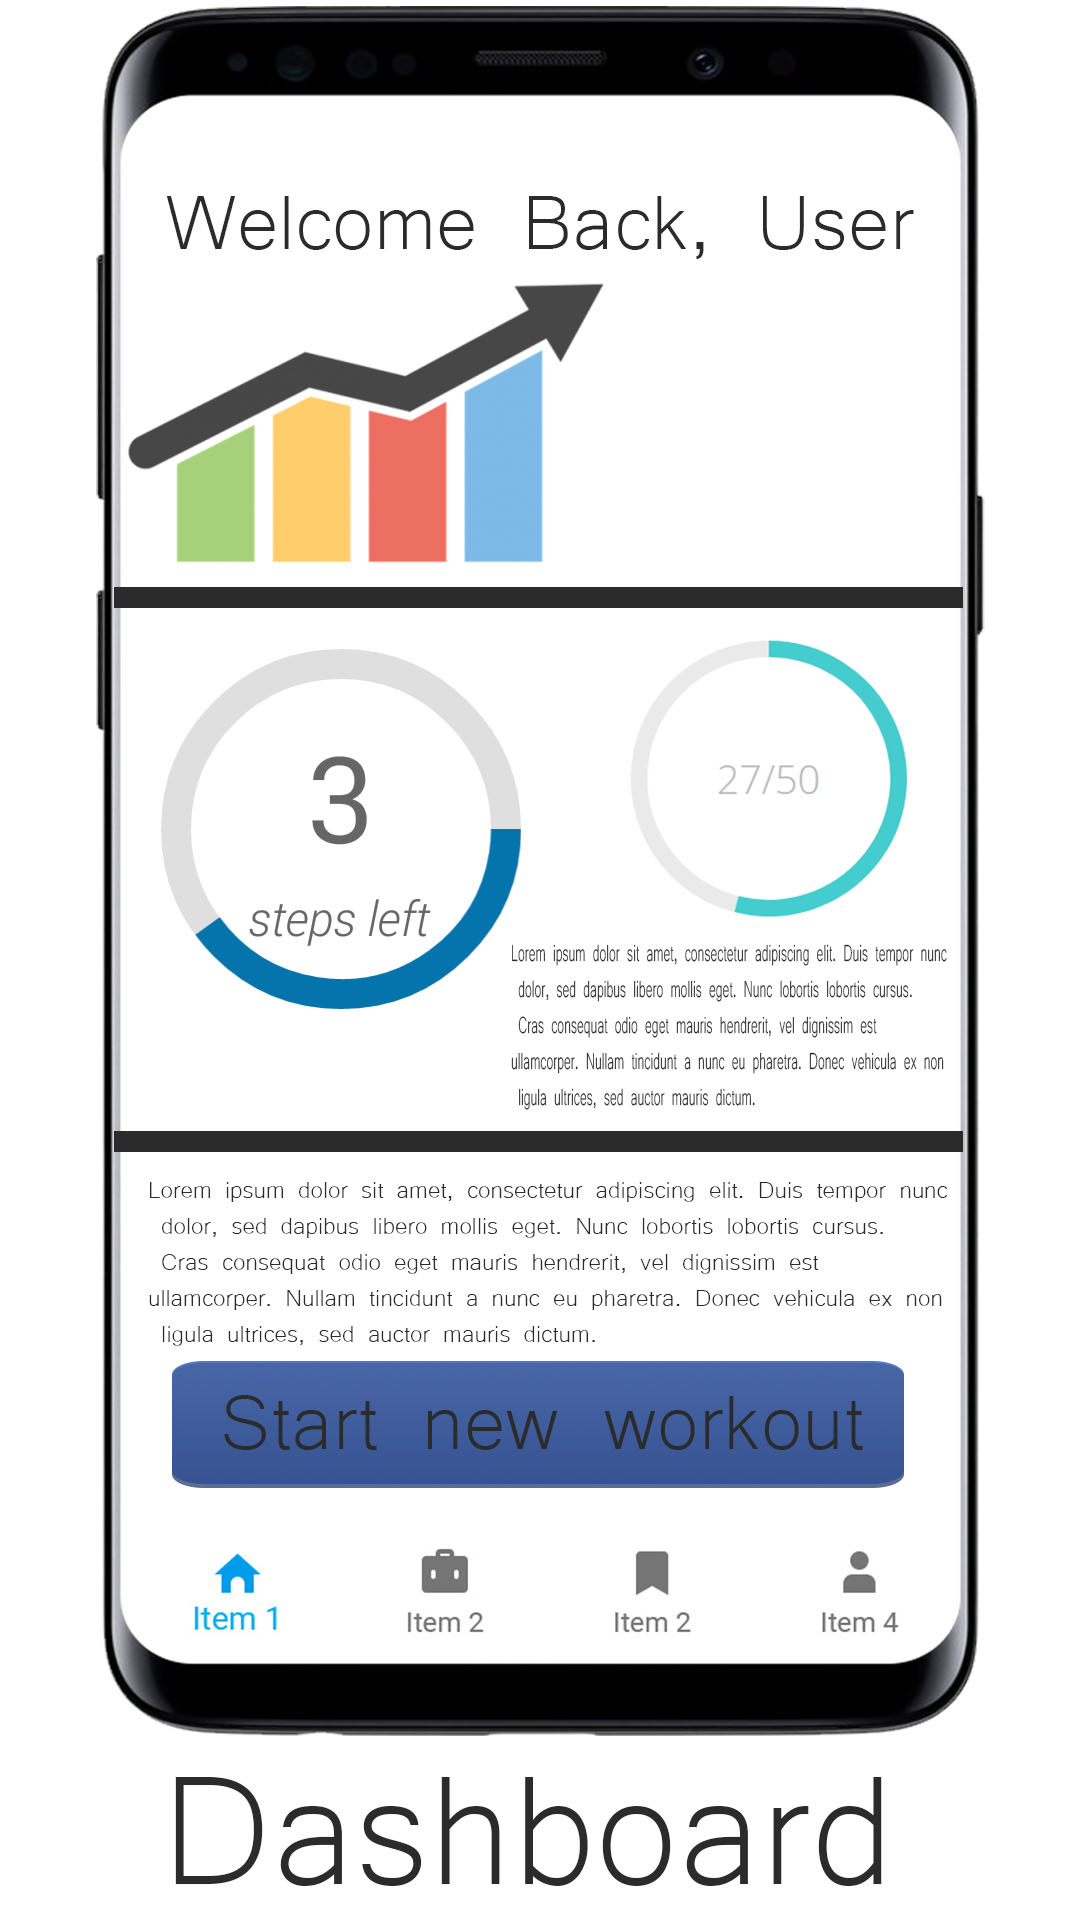 Welcome Back, User
3
steps left
27/50
Lorem ipsum dolor sit amet, consectetur adipiscing elit. Duis tempor nunc
dolor, sed dapibus libero mollis eget. Nunc lobortis lobortis cursus.
Cras consequat odio eget mauris hendrerit, vel dignissim est
ullamcorper. Nullam tincidunt a nunc eu pharetra. Donec vehicula ex non
ligula ultrices, sed auctor mauris dictum.
Lorem ipsum dolor sit amet, consectetur adipiscing elit. Duis tempor nunc
dolor, sed dapibus libero mollis eget. Nunc lobortis lobortis cursus.
Cras consequat odio eget mauris hendrerit, vel dignissim est
ullamcorper. Nullam tincidunt a nunc eu pharetra. Donec vehicula ex non
ligula ultrices, sed auctor mauris dictum.
Start new workout
Item 1
Item 2
Item 2
Item 4
Dashboard